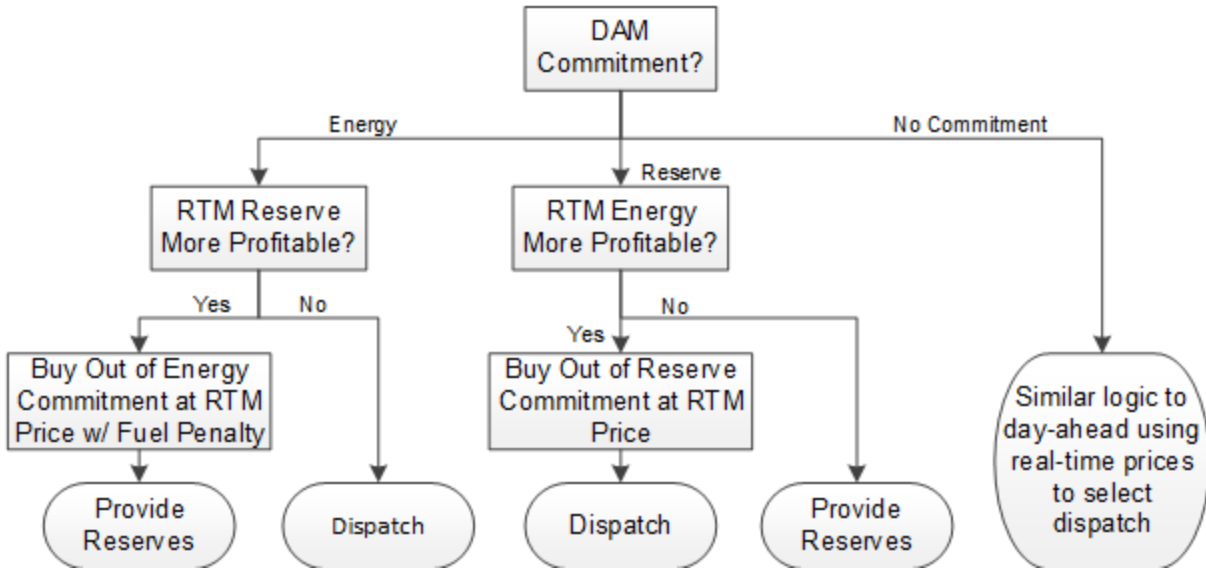 DAM
Commitment?
Energy
No Commitment
Reserve
RTM Reserve
More Profitable?
RTM Energy
More Profitable?
Yes
No
Yes
No
Buy Out of Energy
Commitment at RTM
Price w/ Fuel Penalty
Buy Out of Reserve
Commitment at RTM
Price
Similar logic to
day-ahead using
real-time prices
to select
dispatch
Provide
Reserves
Dispatch
Dispatch
Provide
Reserves